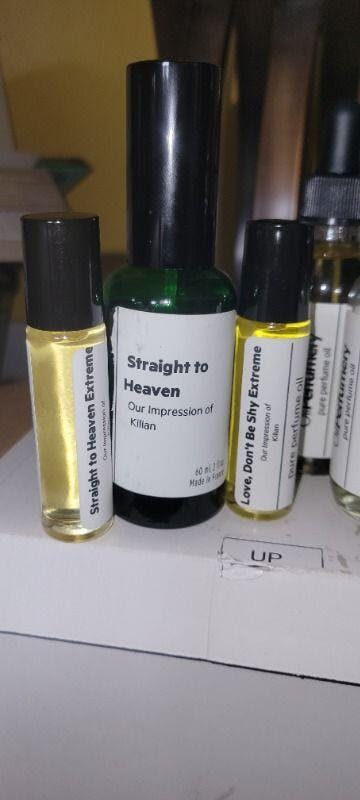 Straight to Heaven Extreme
Our Impression of
Straight to
Heaven
Our Impression of
Kilian
60 ml 2 fl oz
Made in France
Love, Don't Be Shy Extreme
Our Impression of
Kilian
pure perfume oil
Perfumery
pure perfume oil
Perfumery
pure perfume oil
UP